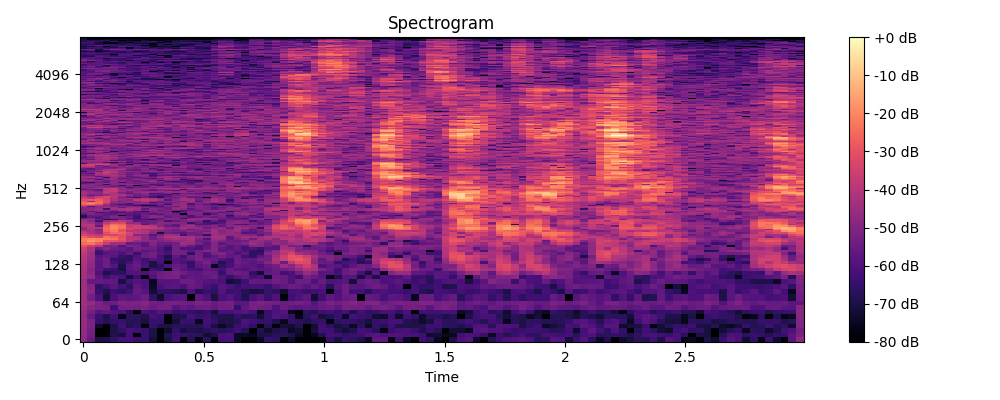 Spectrogram
Hz
4096
2048
1024
512
256
128
64
0
0
0.5
1
1.5
2
2.5
Time
+0 dB
-10 dB
-20 dB
-30 dB
-40 dB
-50 dB
-60 dB
-70 dB
-80 dB